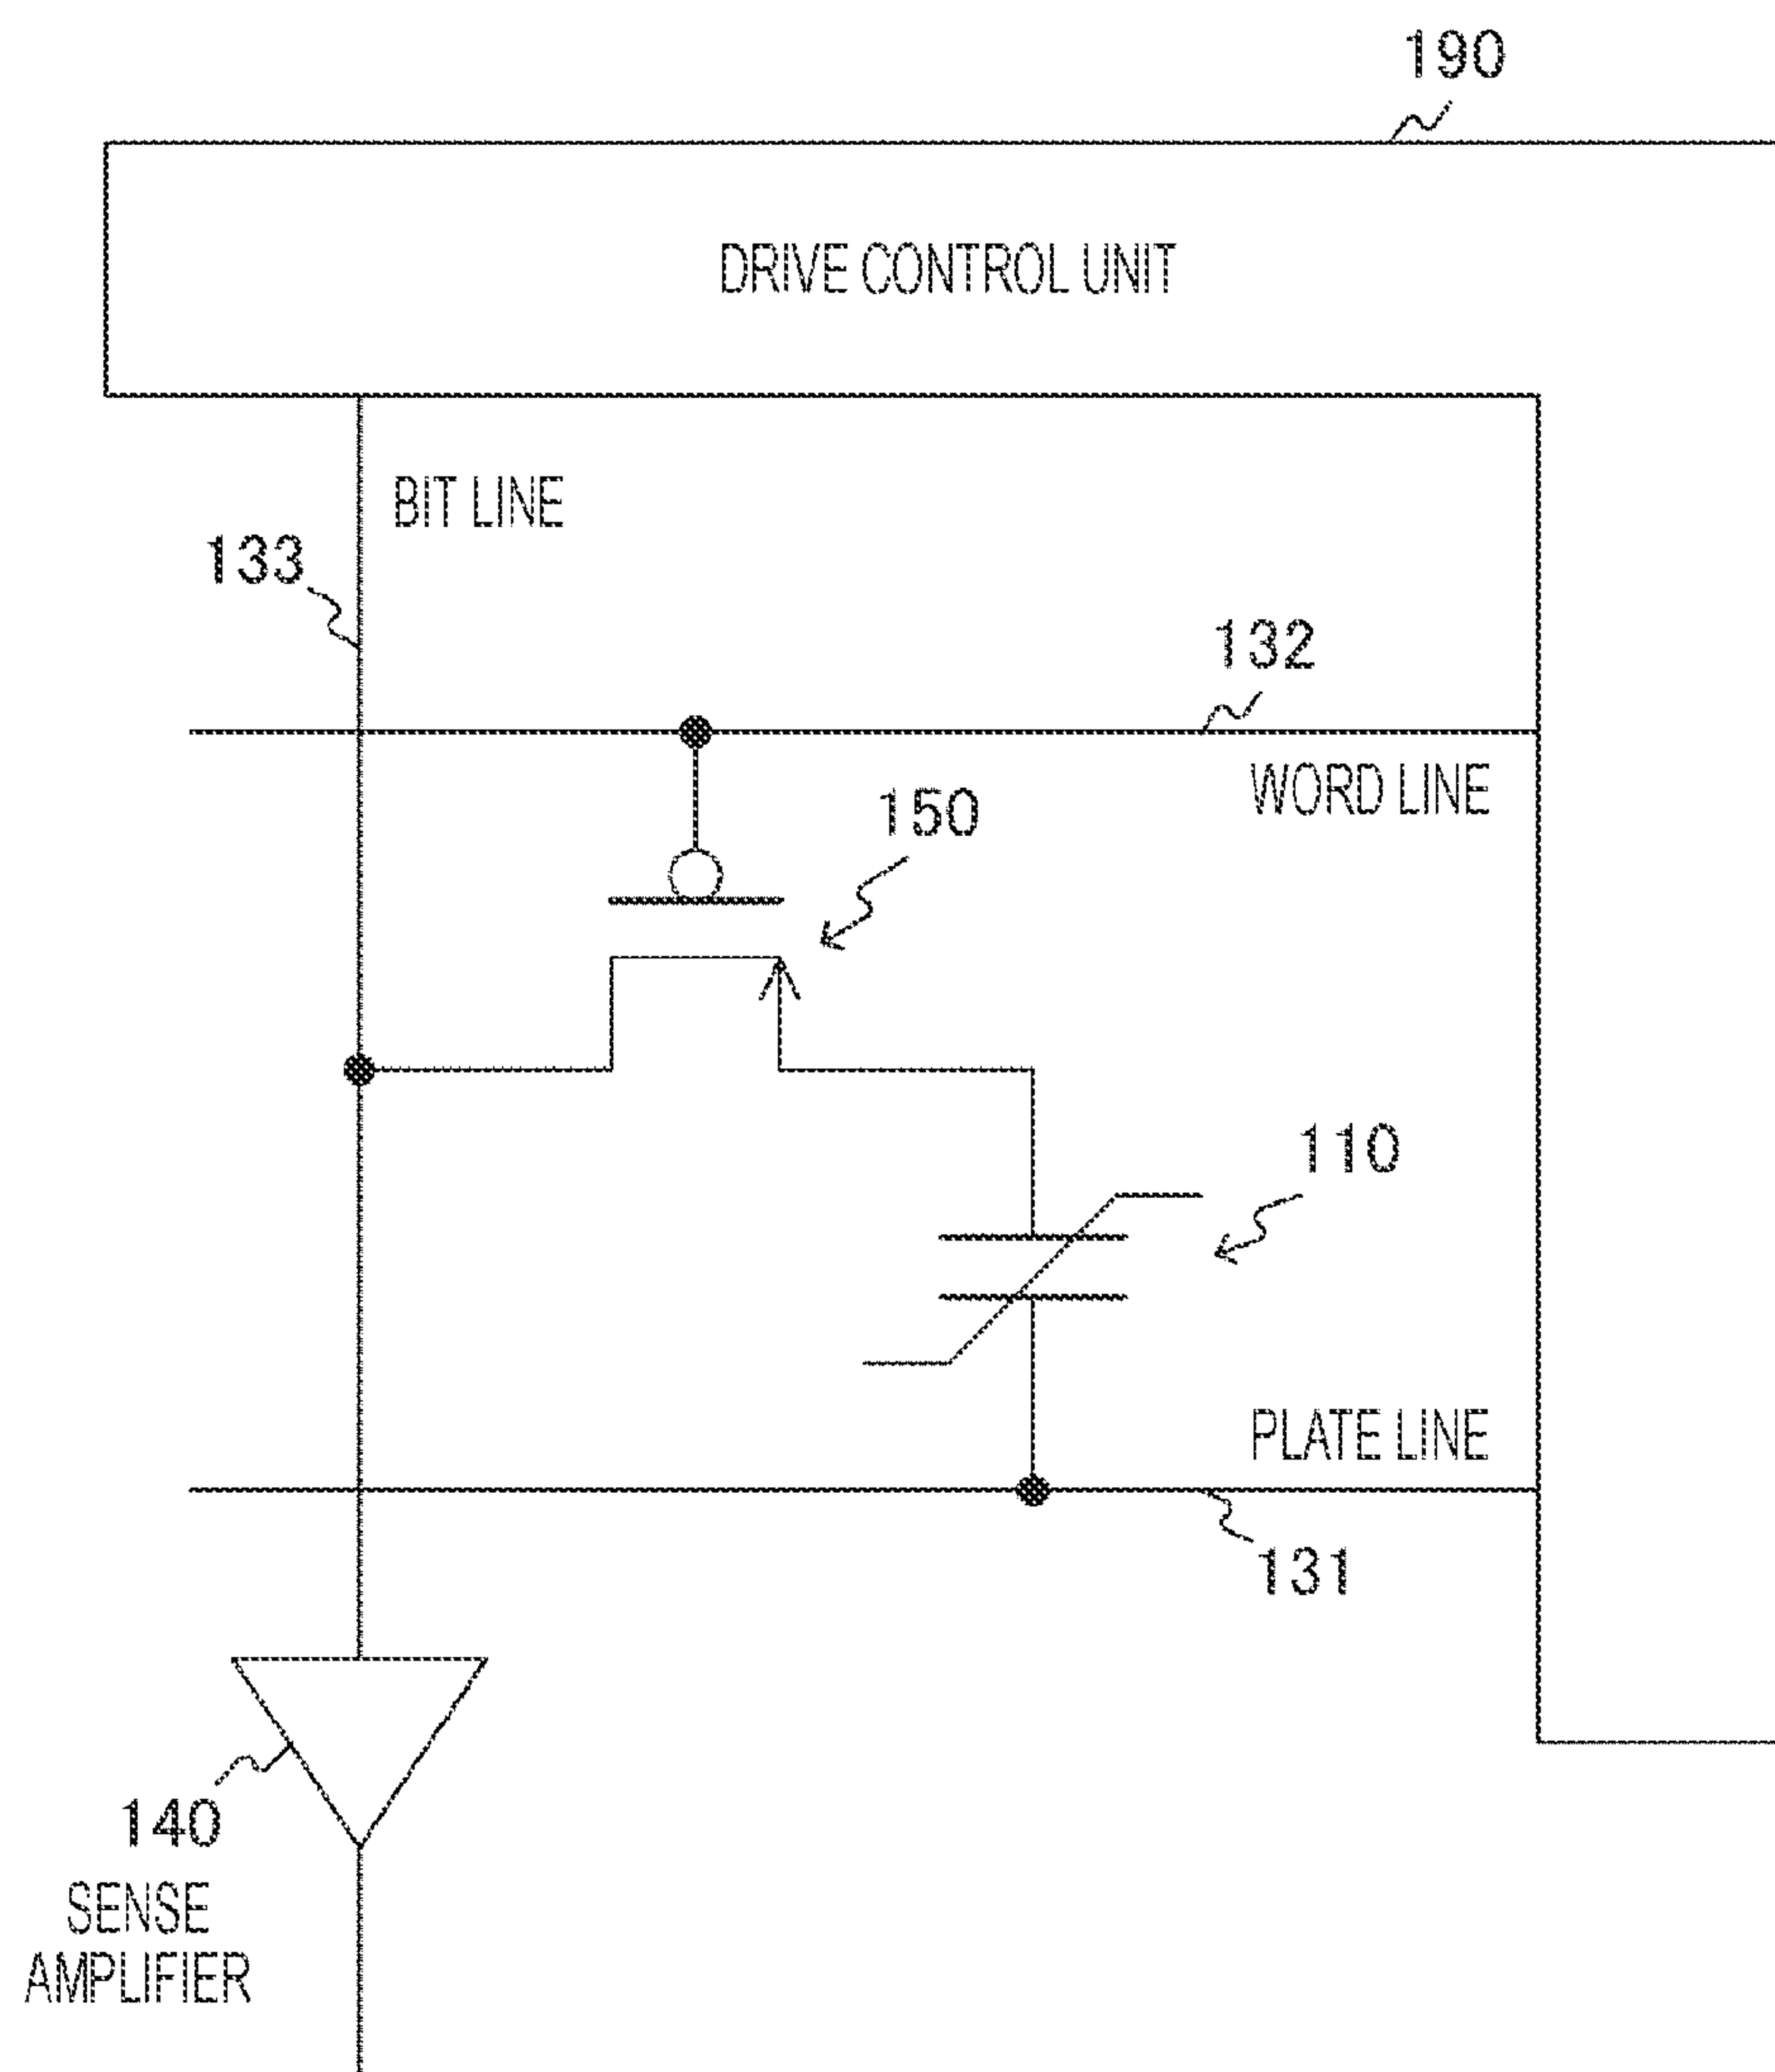 190
DRIVE CONTROL UNIT
BIT LINE
133
132
WORD LINE
150
110
PLATE LINE
131
140
SENSE
AMPLIFIER